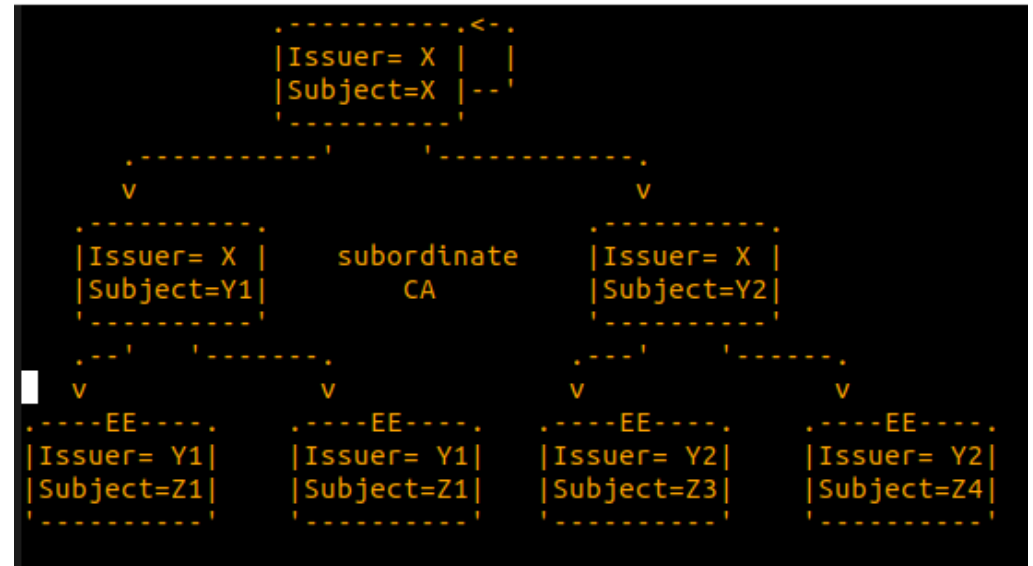 .----------.<-.
|Issuer= X |  |
|Subject=X |--'
'----------'
.-----------'     '------------.
v                              v
.----------.                   .----------.
|Issuer= X |    subordinate    |Issuer= X |
|Subject=Y1|        CA         |Subject=Y2|
'----------'                   '----------'
.--'   '-------.              .---'    '------.
v              v              v               v
.----EE----.    .----EE----.   .----EE----.    .----EE----.
|Issuer= Y1|    |Issuer= Y1|   |Issuer= Y2|    |Issuer= Y2|
|Subject=Z1|    |Subject=Z1|   |Subject=Z3|    |Subject=Z4|
'----------'    '----------'   '----------'    '----------'